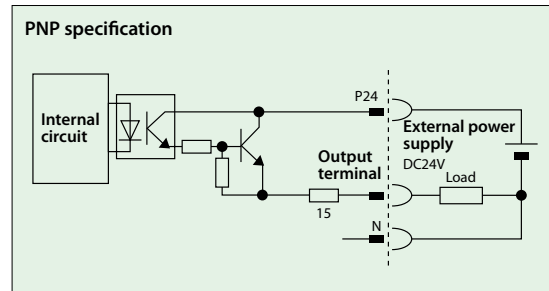 PNP specification
P24
Internal
circuit
External power
supply
DC24V
Output
terminal
Load
15
N